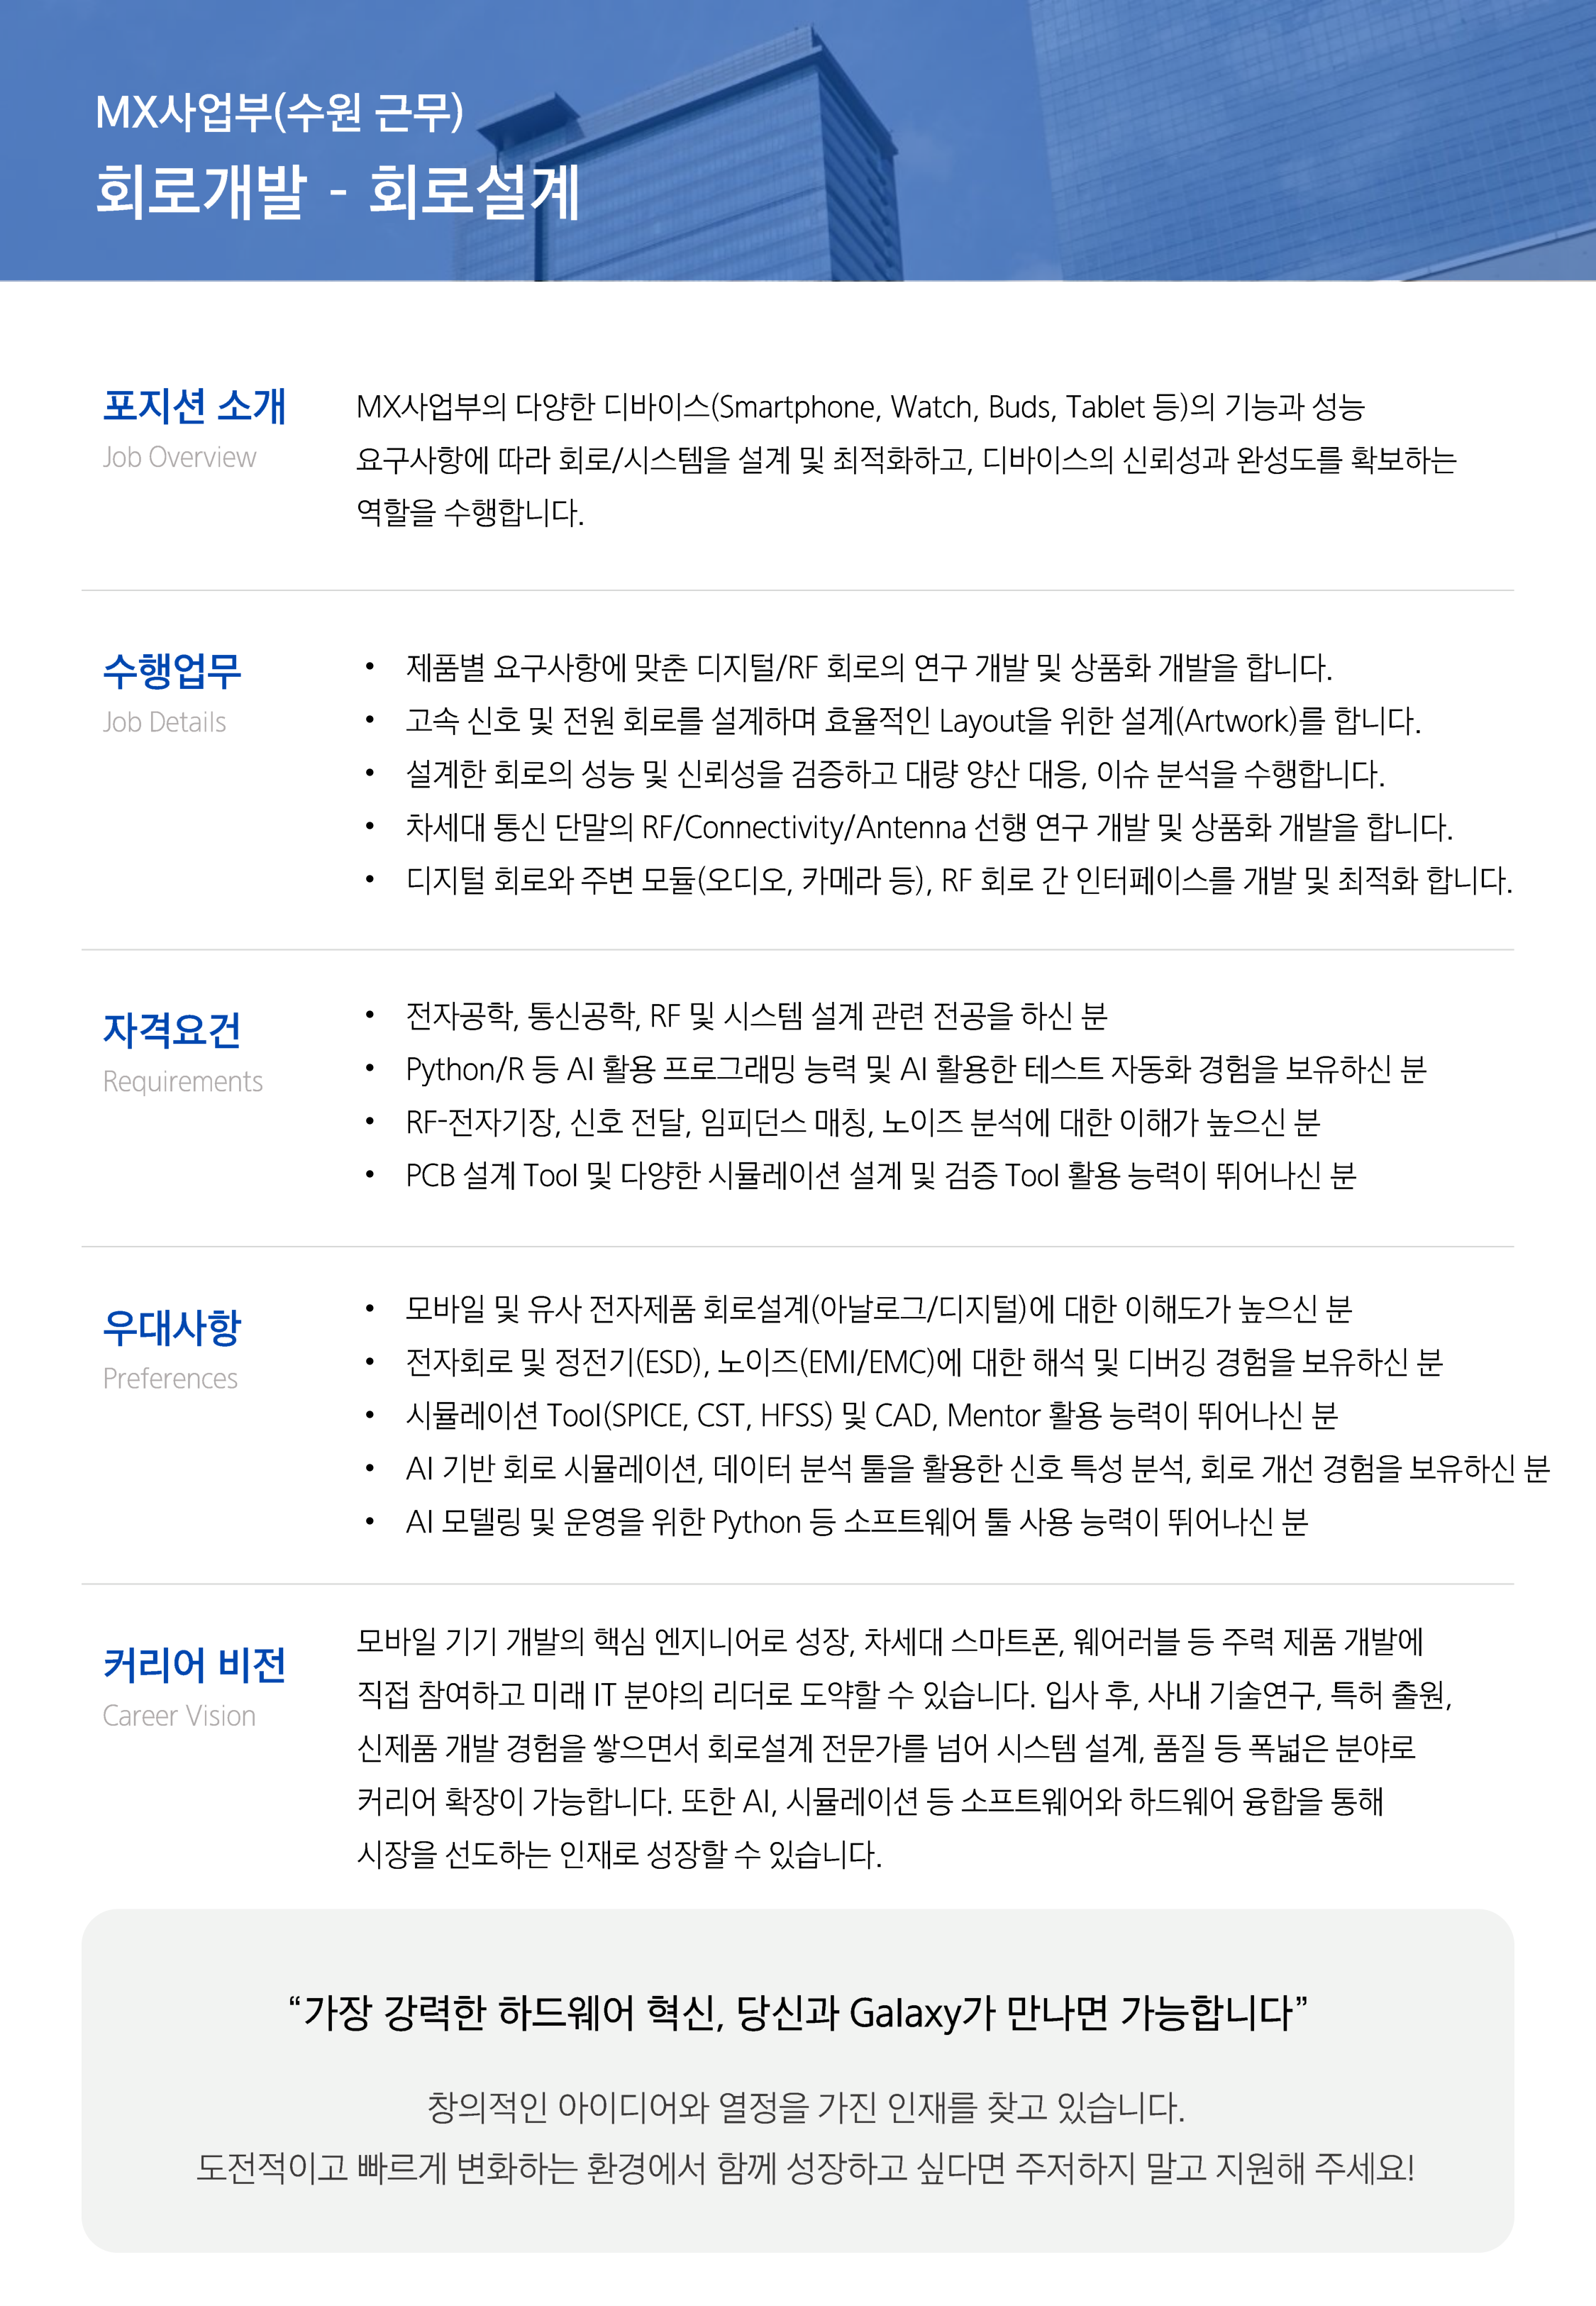 MX사업부(수원 근무)
회로개발 - 회로설계
포지션 소개
Job Overview
MX사업부의 다양한 디바이스(Smartphone, Watch, Buds, Tablet 등)의 기능과 성능
요구사항에 따라 회로/시스템을 설계 및 최적화하고, 디바이스의 신뢰성과 완성도를 확보하는
역할을 수행합니다.
수행업무
Job Details
• 제품별 요구사항에 맞춘 디지털/RF 회로의 연구 개발 및 상품화 개발을 합니다.
• 고속 신호 및 전원 회로를 설계하며 효율적인 Layout을 위한 설계(Artwork)를 합니다.
• 설계한 회로의 성능 및 신뢰성을 검증하고 대량 양산 대응, 이슈 분석을 수행합니다.
• 차세대 통신 단말의 RF/Connectivity/Antenna 선행 연구 개발 및 상품화 개발을 합니다.
• 디지털 회로와 주변 모듈(오디오, 카메라 등), RF 회로 간 인터페이스를 개발 및 최적화 합니다.
자격요건
Requirements
• 전자공학, 통신공학, RF 및 시스템 설계 관련 전공을 하신 분
• Python/R 등 AI 활용 프로그래밍 능력 및 AI 활용한 테스트 자동화 경험을 보유하신 분
• RF-전자기장, 신호 전달, 임피던스 매칭, 노이즈 분석에 대한 이해가 높으신 분
• PCB 설계 Tool 및 다양한 시뮬레이션 설계 및 검증 Tool 활용 능력이 뛰어나신 분
우대사항
Preferences
• 모바일 및 유사 전자제품 회로설계(아날로그/디지털)에 대한 이해도가 높으신 분
• 전자회로 및 정전기(ESD), 노이즈(EMI/EMC)에 대한 해석 및 디버깅 경험을 보유하신 분
• 시뮬레이션 Tool(SPICE, CST, HFSS) 및 CAD, Mentor 활용 능력이 뛰어나신 분
• AI 기반 회로 시뮬레이션, 데이터 분석 툴을 활용한 신호 특성 분석, 회로 개선 경험을 보유하신 분
• AI 모델링 및 운영을 위한 Python 등 소프트웨어 툴 사용 능력이 뛰어나신 분
커리어 비전
Career Vision
모바일 기기 개발의 핵심 엔지니어로 성장, 차세대 스마트폰, 웨어러블 등 주력 제품 개발에
직접 참여하고 미래 IT 분야의 리더로 도약할 수 있습니다. 입사 후, 사내 기술연구, 특허 출원,
신제품 개발 경험을 쌓으면서 회로설계 전문가를 넘어 시스템 설계, 품질 등 폭넓은 분야로
커리어 확장이 가능합니다. 또한 AI, 시뮬레이션 등 소프트웨어와 하드웨어 융합을 통해
시장을 선도하는 인재로 성장할 수 있습니다.
“가장 강력한 하드웨어 혁신, 당신과 Galaxy가 만나면 가능합니다”
창의적인 아이디어와 열정을 가진 인재를 찾고 있습니다.
도전적이고 빠르게 변화하는 환경에서 함께 성장하고 싶다면 주저하지 말고 지원해 주세요!